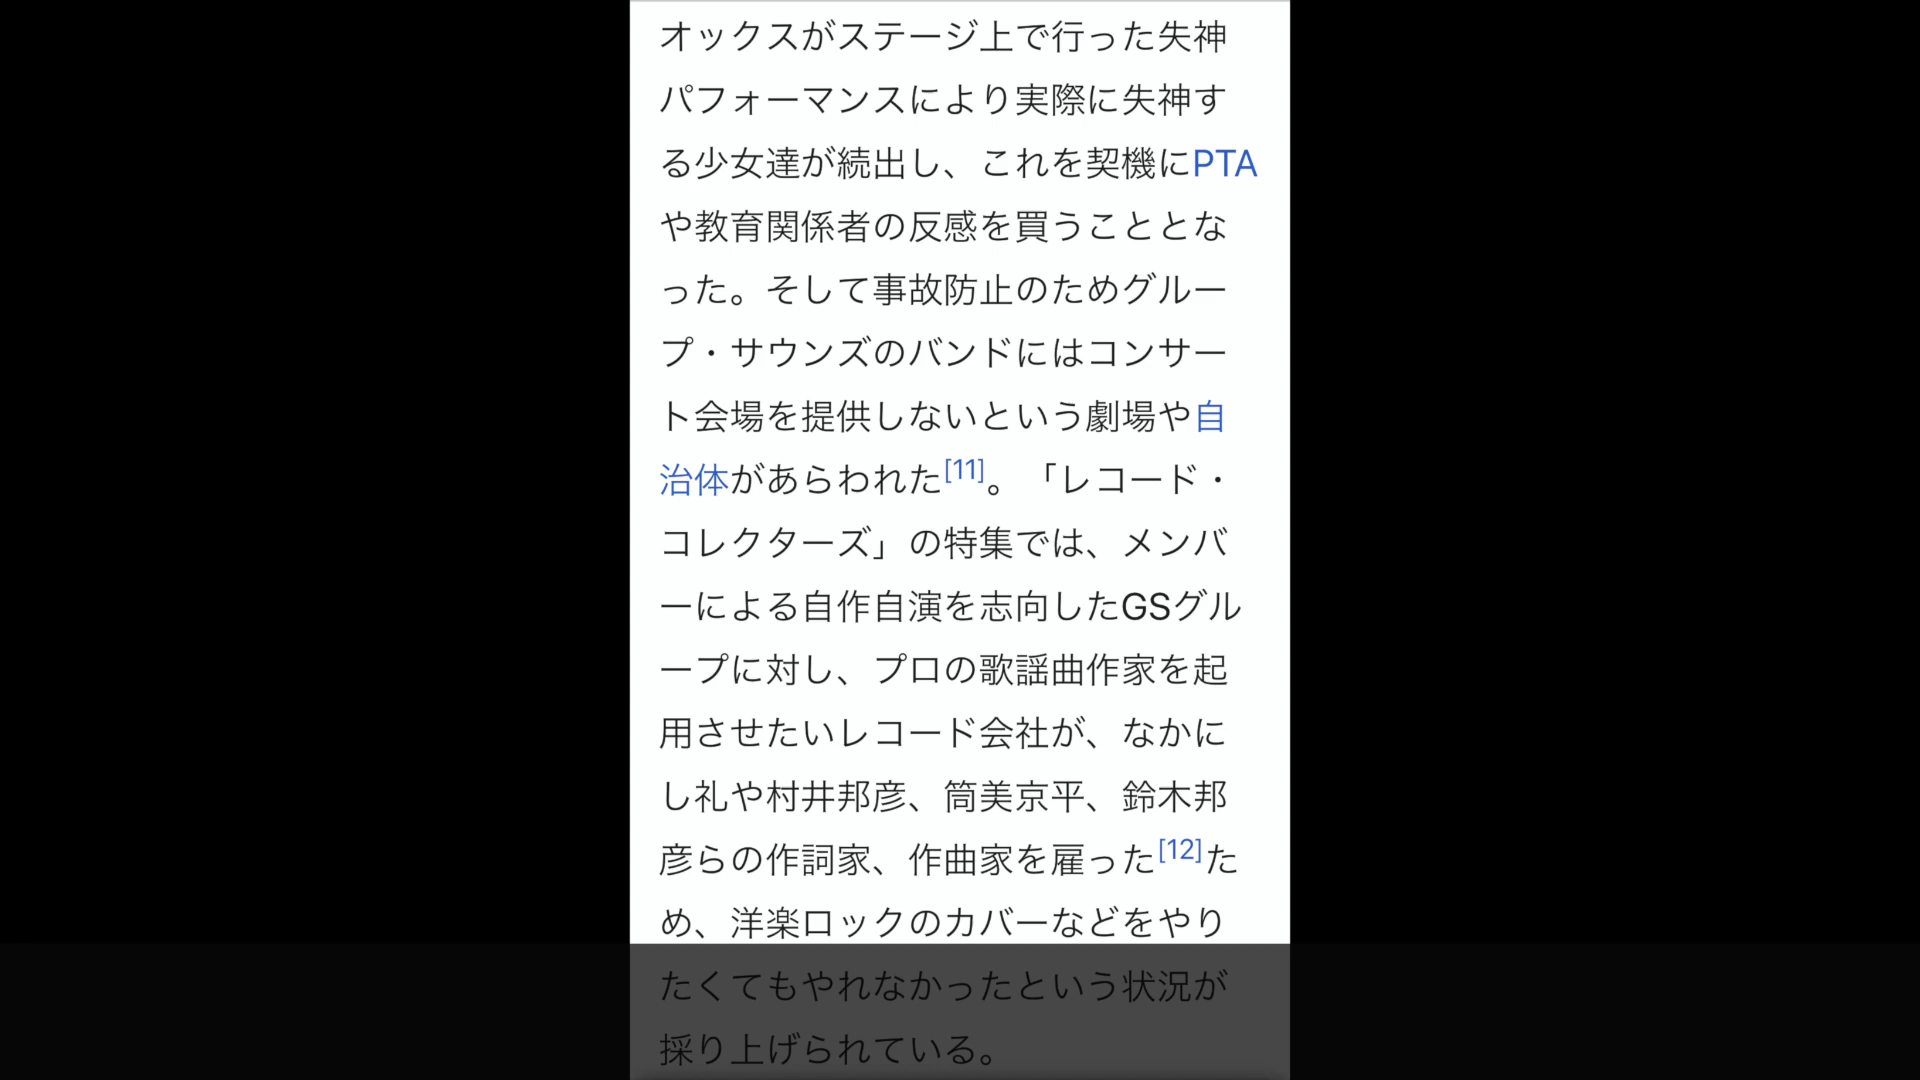 オックスがステージ上で行った失神
パフォーマンスにより実際に失神す
る少女達が続出し、これを契機にPTA
や教育関係者の反感を買うこととな
った。そして事故防止のためグルー
プ・サウンズのバンドにはコンサー
ト会場を提供しないという劇場や自
治体があらわれた[11]。「レコード・
コレクターズ」の特集では、メンバ
ーによる自作自演を志向したGSグル
ープに対し、プロの歌謡曲作家を起
用させたいレコード会社が、なかに
し礼や村井邦彦、筒美京平、鈴木邦
彦らの作詞家、作曲家を雇った[12]た
め、洋楽ロックのカバーなどをやり
たくてもやれなかったという状況が
採り上げられている。